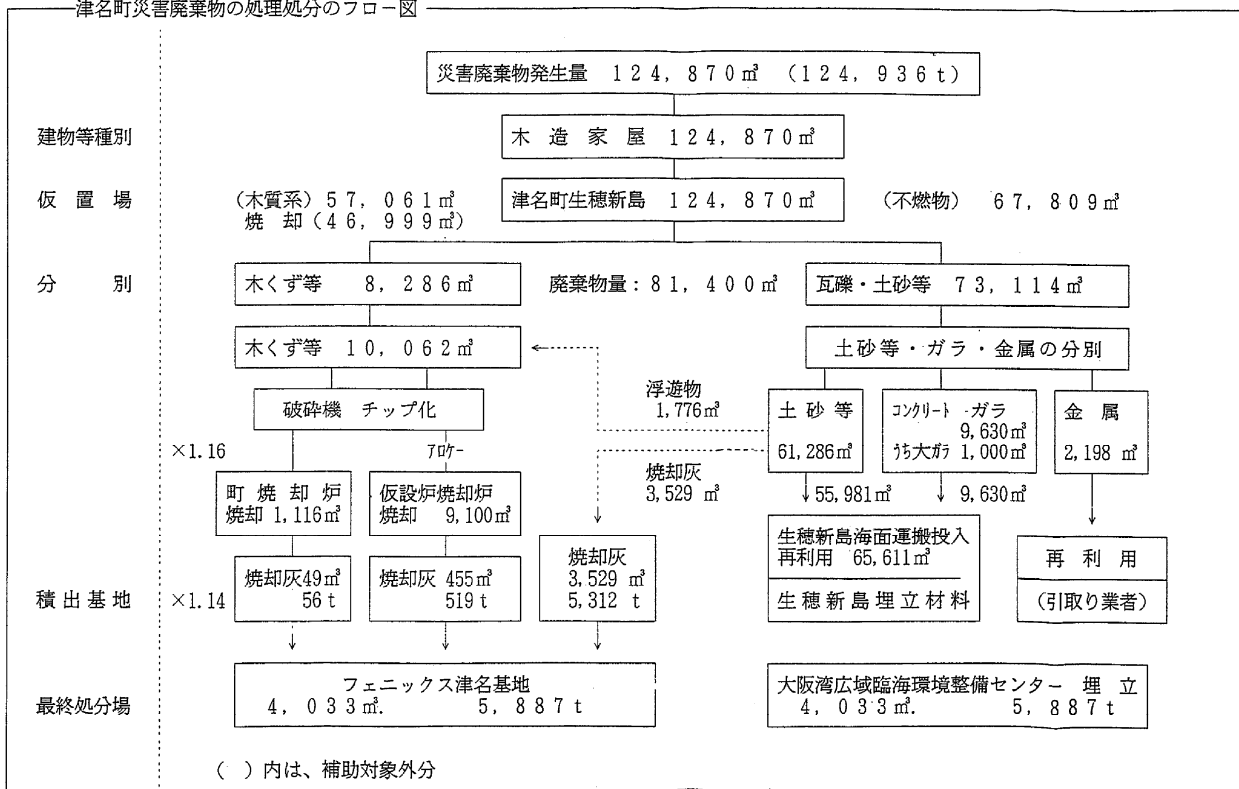 津名町災害廃棄物の処理処分のフロー図
災害廃棄物発生量 124,870㎥ (124,936t)
建物等種別
木造家屋 124,870㎥
仮置場
(木質系) 57,061㎥
焼却(46,999㎥)
津名町生穂新島 124,870㎥
(不燃物) 67,809㎥
分別
木くず等 8,286㎥
廃棄物量:81,400㎥
瓦礫・土砂等 73,114㎥
木くず等 10,062㎥
土砂等・ガラ・金属の分別
破砕機 チップ化
浮遊物
1,776㎥
土砂等
61,286㎥
コンクリート ガラ
9,630㎥
うち大ガラ 1,000㎥
金属
2,198 ㎥
×1.16
アロケー
焼却灰
3,529 ㎥
55,981㎥
9,630㎥
町焼却炉
焼却 1,116㎥
仮設炉焼却炉
焼却 9,100㎥
生穂新島海面運搬投入
再利用 65,611㎥
生穂新島埋立材料
再利用
(引取り業者)
積出基地
×1.14
焼却灰49㎥
56t
焼却灰 455㎥
519t
焼却灰
3,529 ㎥
5,312 t
最終処分場
フェニックス津名基地
4,033㎥. 5,887t
大阪湾広域臨海環境整備センター 埋立
4,033㎥. 5,887t
( )内は、補助対象外分